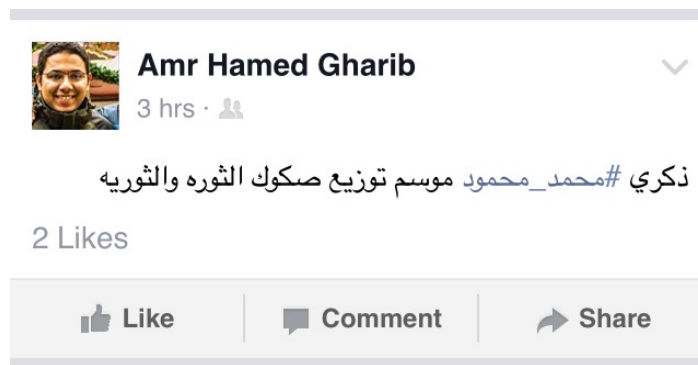 Amr Hamed Gharib
3 hrs ·
ذكري #محمد_محمود موسم توزيع صكوك الثوره والثوريه
2 Likes
Like Comment Share